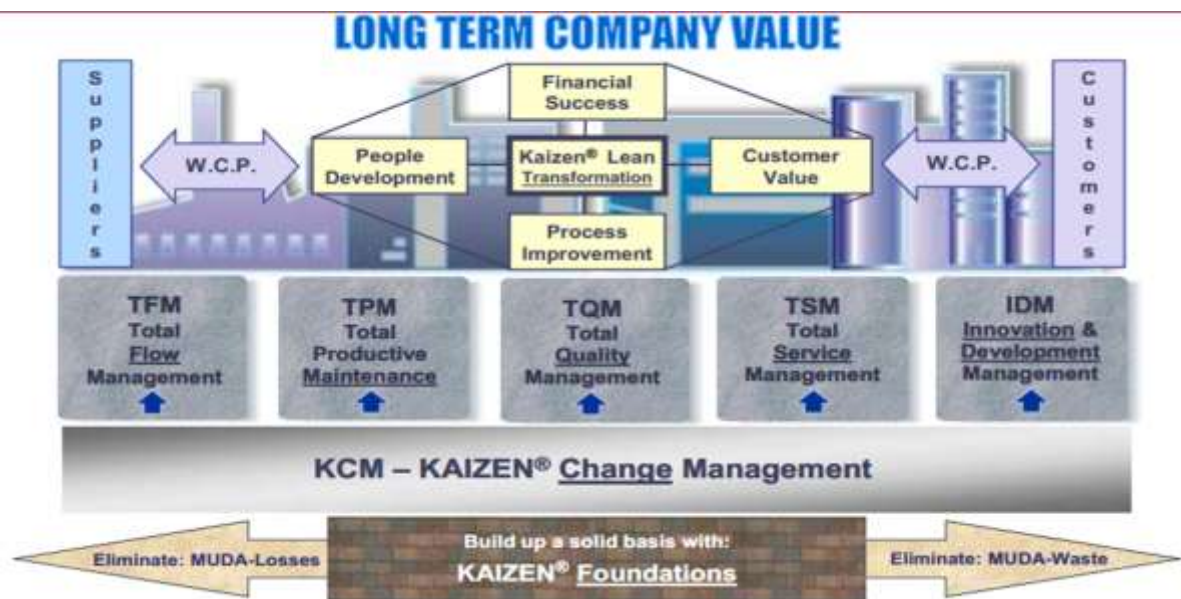 LONG TERM COMPANY VALUE
Suppliers
W.C.P.
Financial
Success
People
Development
Kaizen® Lean
Transformation
Customer
Value
Process
Improvement
W.C.P.
Customers
TFM
Total
Flow
Management
TPM
Total
Productive
Maintenance
TQM
Total
Quality
Management
TSM
Total
Service
Management
IDM
Innovation &
Development
Management
KCM – KAIZEN® Change Management
Eliminate: MUDA-Losses
Build up a solid basis with:
KAIZEN® Foundations
Eliminate: MUDA-Waste